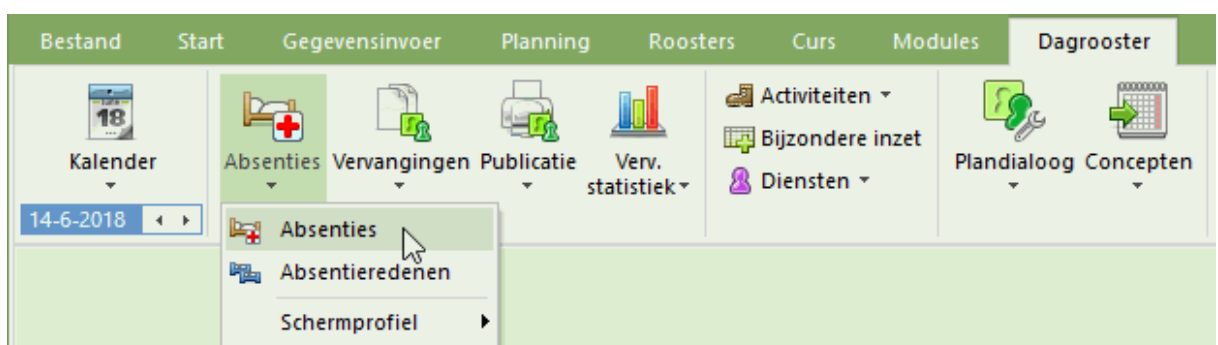 Bestand Start Gegevensinvoer Planning Roosters Curs Modules Dagrooster
18
Kalender
14-6-2018
Absenties
Vervangingen
Publicatie
Verv.
statistiek
Activiteiten
Bijzondere inzet
Diensten
Plandialoog
Concepten
Absenties
Absentieredenen
Schermprofiel